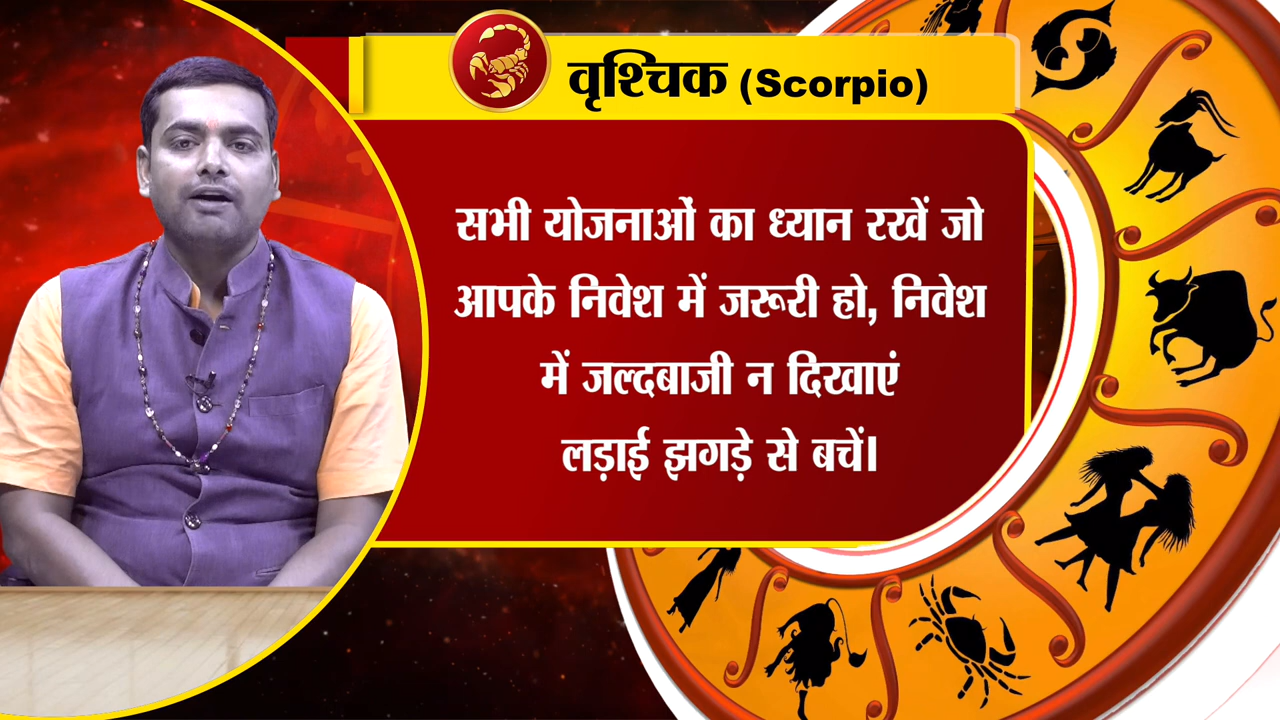 वृश्चिक (Scorpio)
सभी योजनाओं का ध्यान रखें जो
आपके निवेश में जरूरी हो, निवेश
में जल्दबाजी न दिखाएं
लड़ाई झगड़े से बचें।